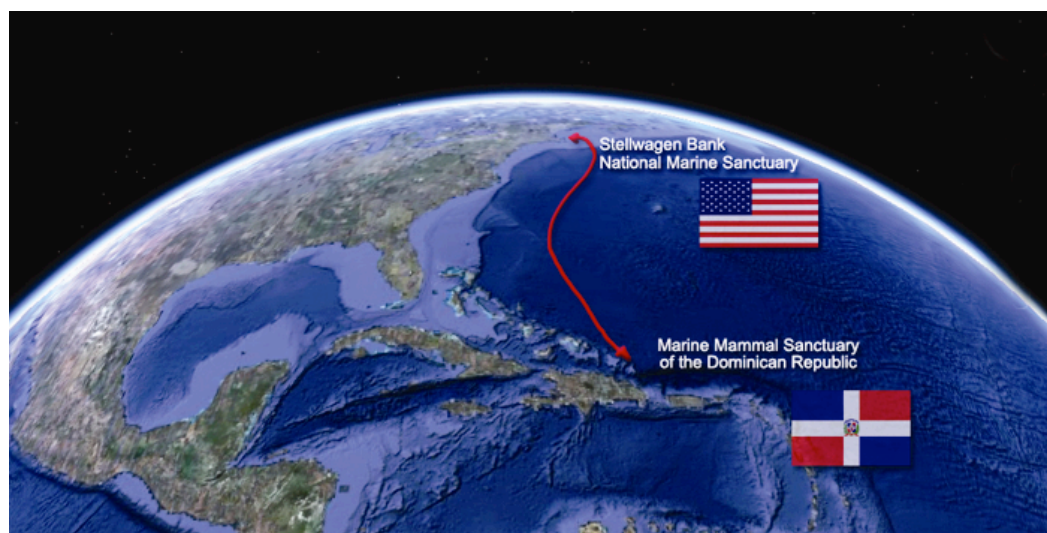 Stellwagen Bank
National Marine Sanctuary
Marine Mammal Sanctuary
of the Dominican Republic